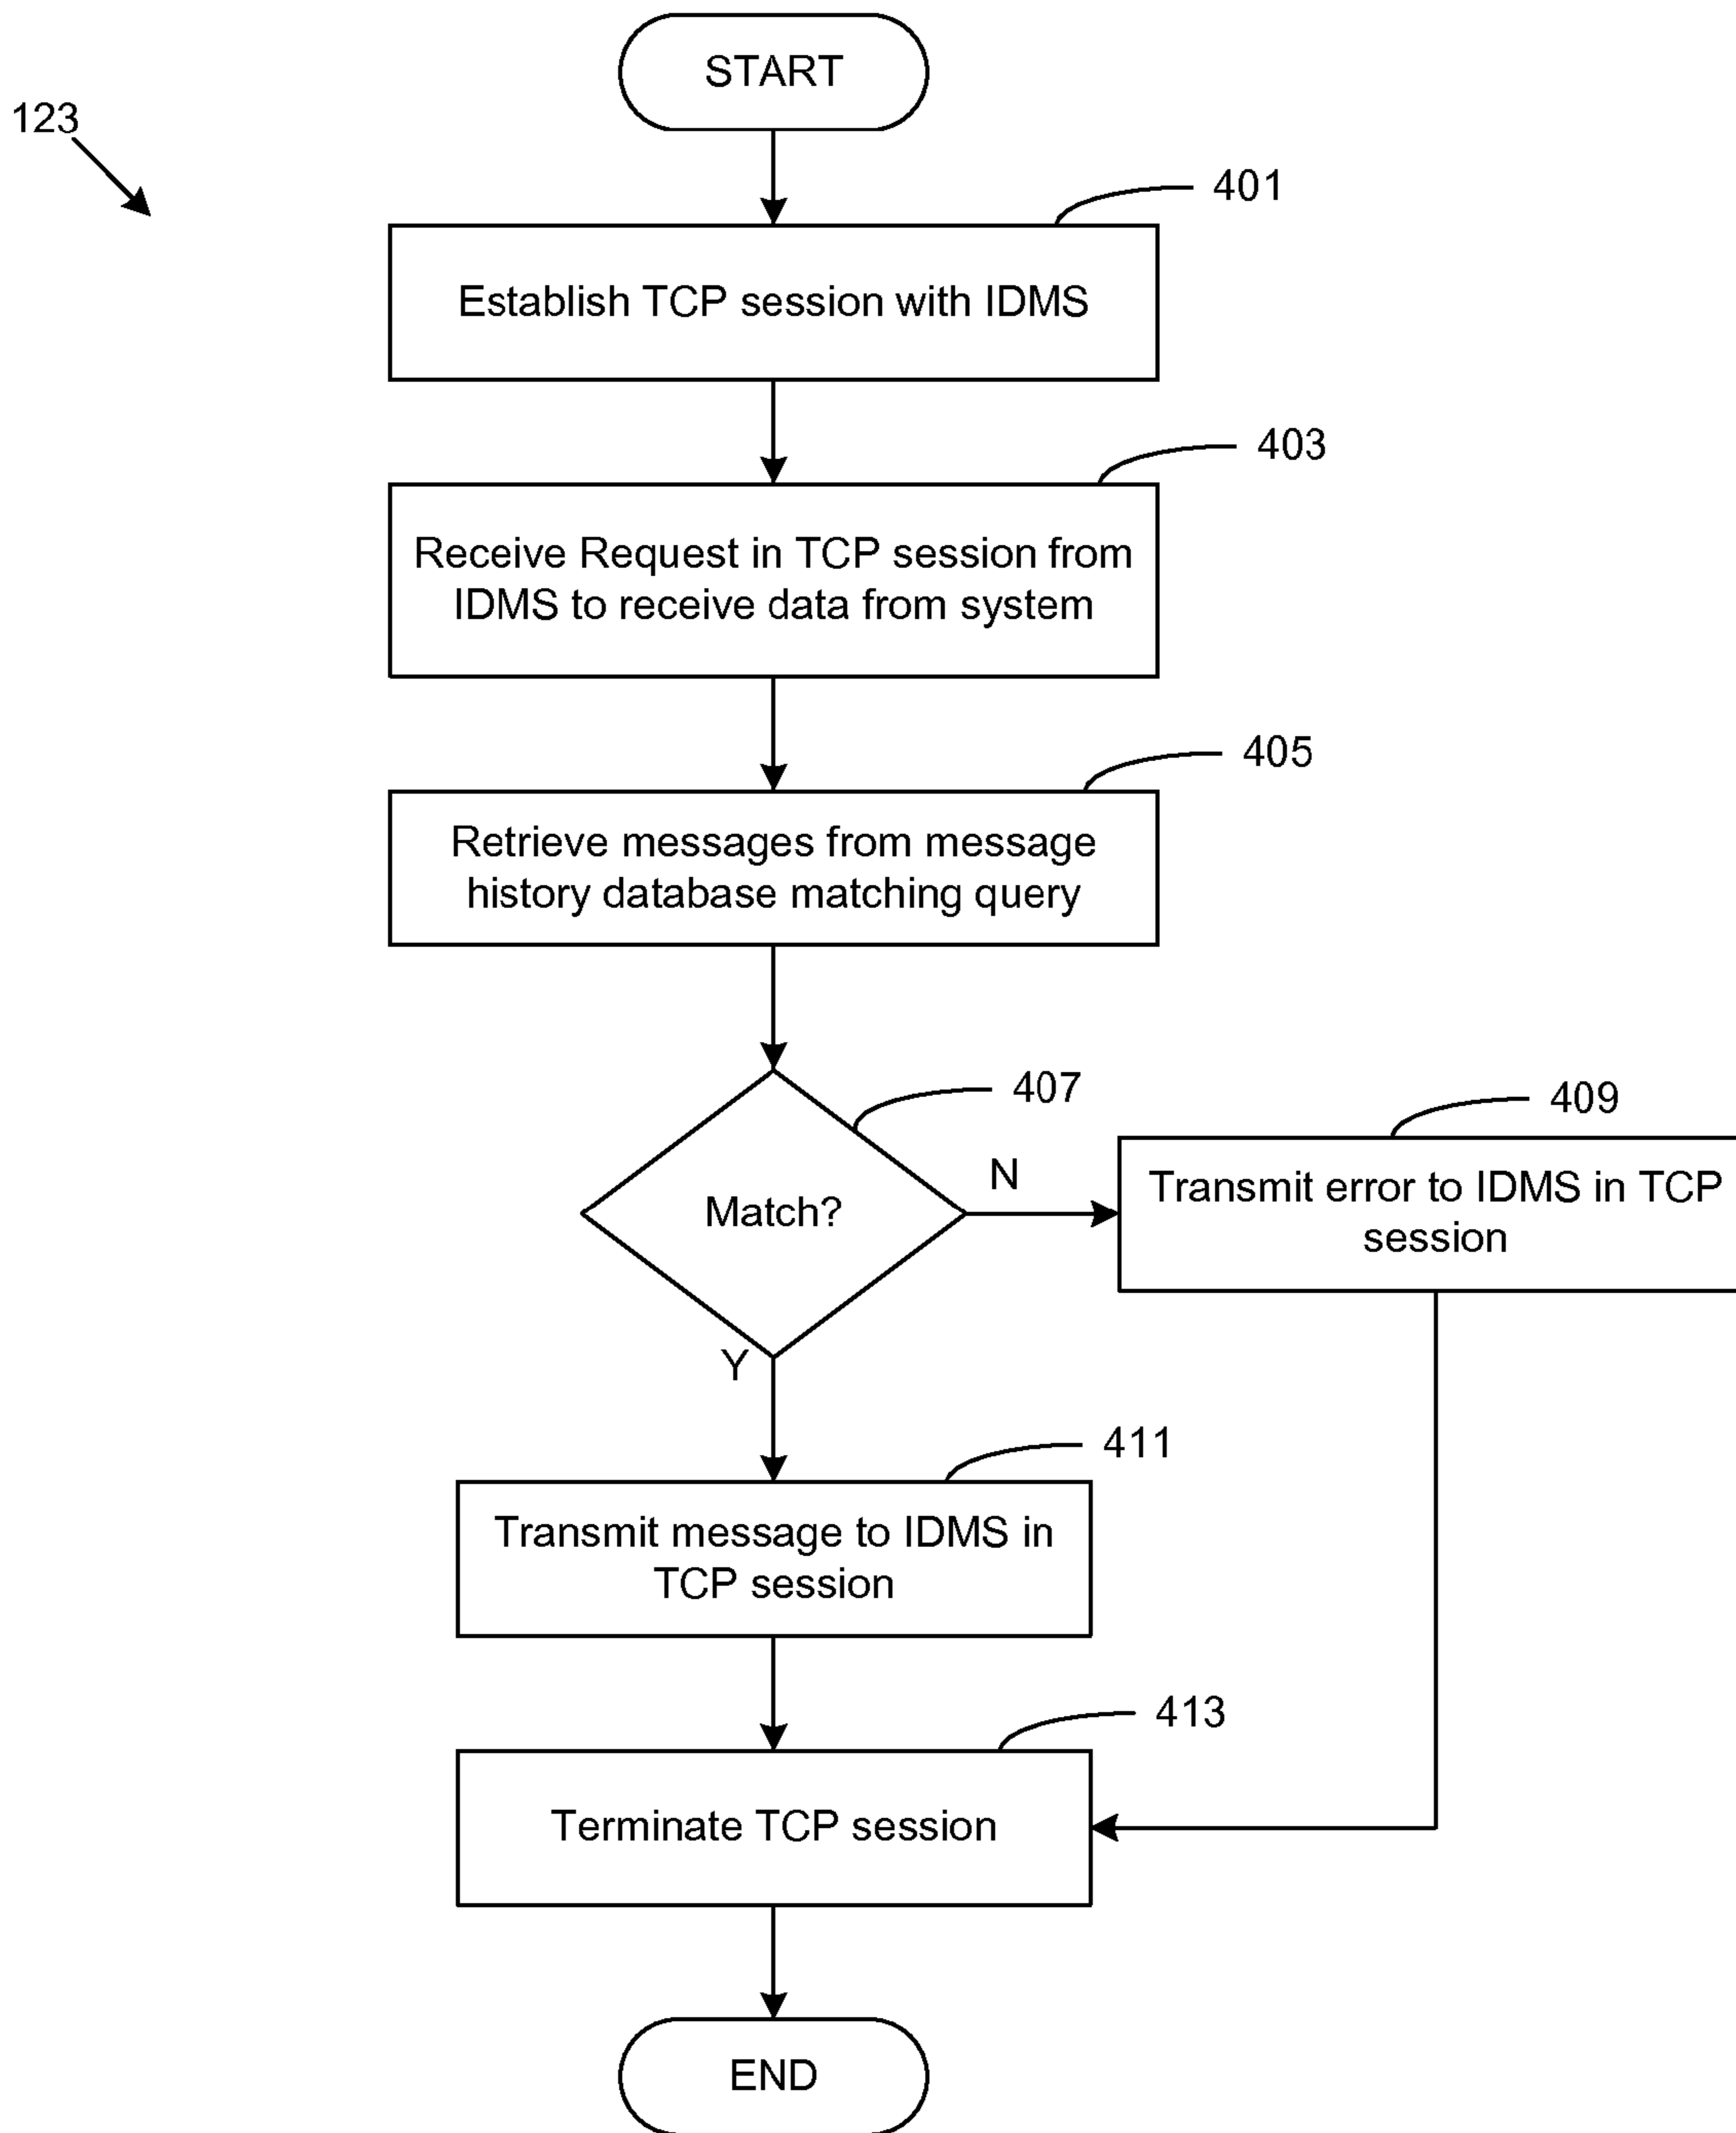 START
123
401
Establish TCP session with IDMS
403
Receive Request in TCP session from
IDMS to receive data from system
405
Retrieve messages from message
history database matching query
407
409
N
Transmit error to IDMS in TCP
session
Match?
Y
411
Transmit message to IDMS in
TCP session
413
Terminate TCP session
END